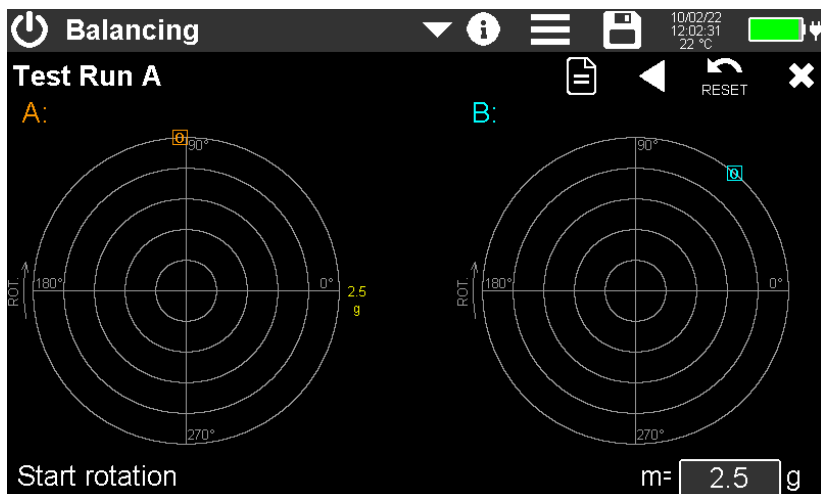 Balancing
i
10/02/22
12:02:31
22 °C
Test Run A
RESET
A:
B:
0
90°
0
90°
ROT.
180°
0°
2.5
g
ROT.
180°
0°
270°
270°
Start rotation
m= 2.5 g